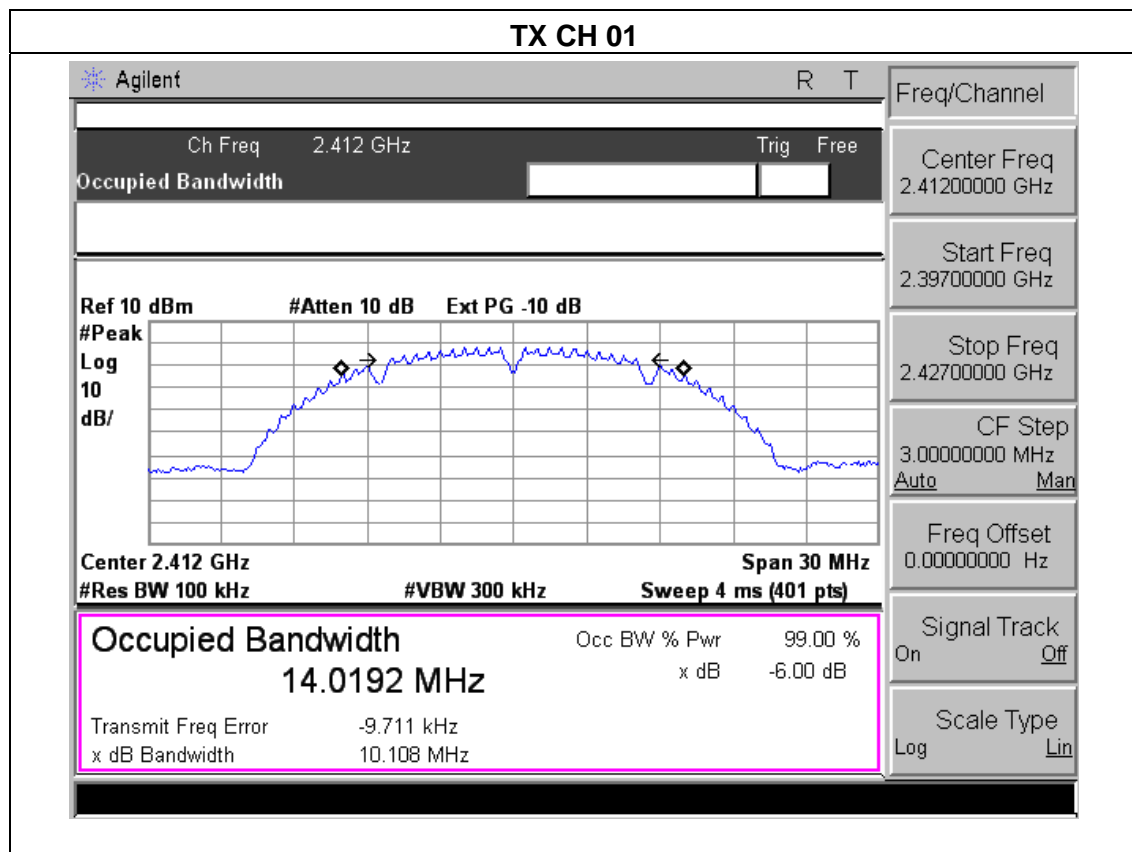 TX CH 01
Agilent R T
Ch Freq 2.412 GHz Trig Free
Occupied Bandwidth
Ref 10 dBm #Atten 10 dB Ext PG -10 dB
#Peak
Log
10
dB/
Center 2.412 GHz Span 30 MHz
#Res BW 100 kHz #VBW 300 kHz Sweep 4 ms (401 pts)
Occupied Bandwidth
14.0192 MHz
Occ BW % Pwr 99.00 %
x dB -6.00 dB
Transmit Freq Error -9.711 kHz
x dB Bandwidth 10.108 MHz
Freq/Channel
Center Freq
2.41200000 GHz
Start Freq
2.39700000 GHz
Stop Freq
2.42700000 GHz
CF Step
3.00000000 MHz
Auto Man
Freq Offset
0.00000000 Hz
Signal Track
On Off
Scale Type
Log Lin